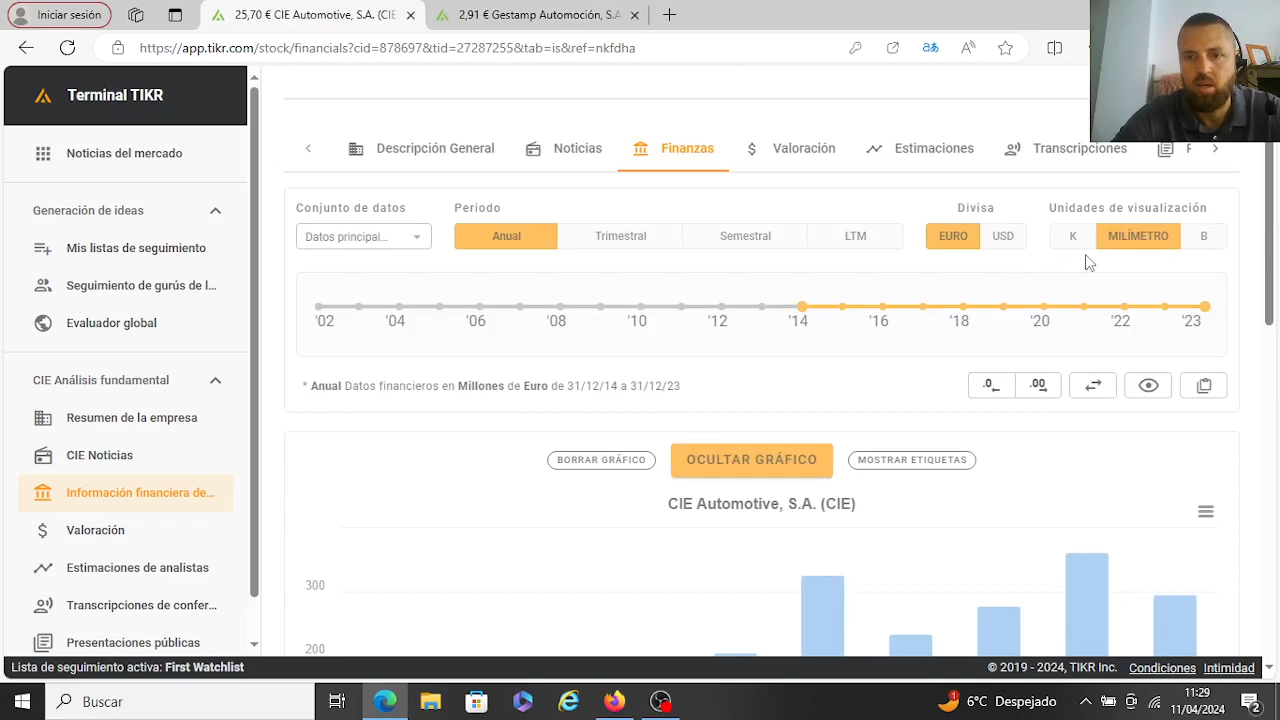 Iniciar sesión
25,70 € CIE Automotive, S.A. (CIE
2,91 € Gestamp Automoción, S.A
https://app.tikr.com/stock/financials?cid=878697&tid=27287255&tab=is&ref=nkfdha
Terminal TIKR
Noticias del mercado
Generación de ideas
Mis listas de seguimiento
Seguimiento de gurús de l...
Evaluador global
CIE Análisis fundamental
Resumen de la empresa
CIE Noticias
Información financiera de...
Valoración
Estimaciones de analistas
Transcripciones de confer...
Presentaciones públicas
Descripción General
Noticias
Finanzas
Valoración
Estimaciones
Transcripciones
Conjunto de datos
Periodo
Divisa
Unidades de visualización
Datos principal...
Anual
Trimestral
Semestral
LTM
EURO
USD
K
MILÍMETRO
B
'02
'04
'06
'08
'10
'12
'14
'16
'18
'20
'22
'23
* Anual Datos financieros en Millones de Euro de 31/12/14 a 31/12/23
.0
.00
BORRAR GRÁFICO
OCULTAR GRÁFICO
MOSTRAR ETIQUETAS
CIE Automotive, S.A. (CIE)
300
200
Lista de seguimiento activa: First Watchlist
© 2019 - 2024, TIKR Inc.
Condiciones
Intimidad
Buscar
1
6°C Despejado
11:29
11/04/2024
2